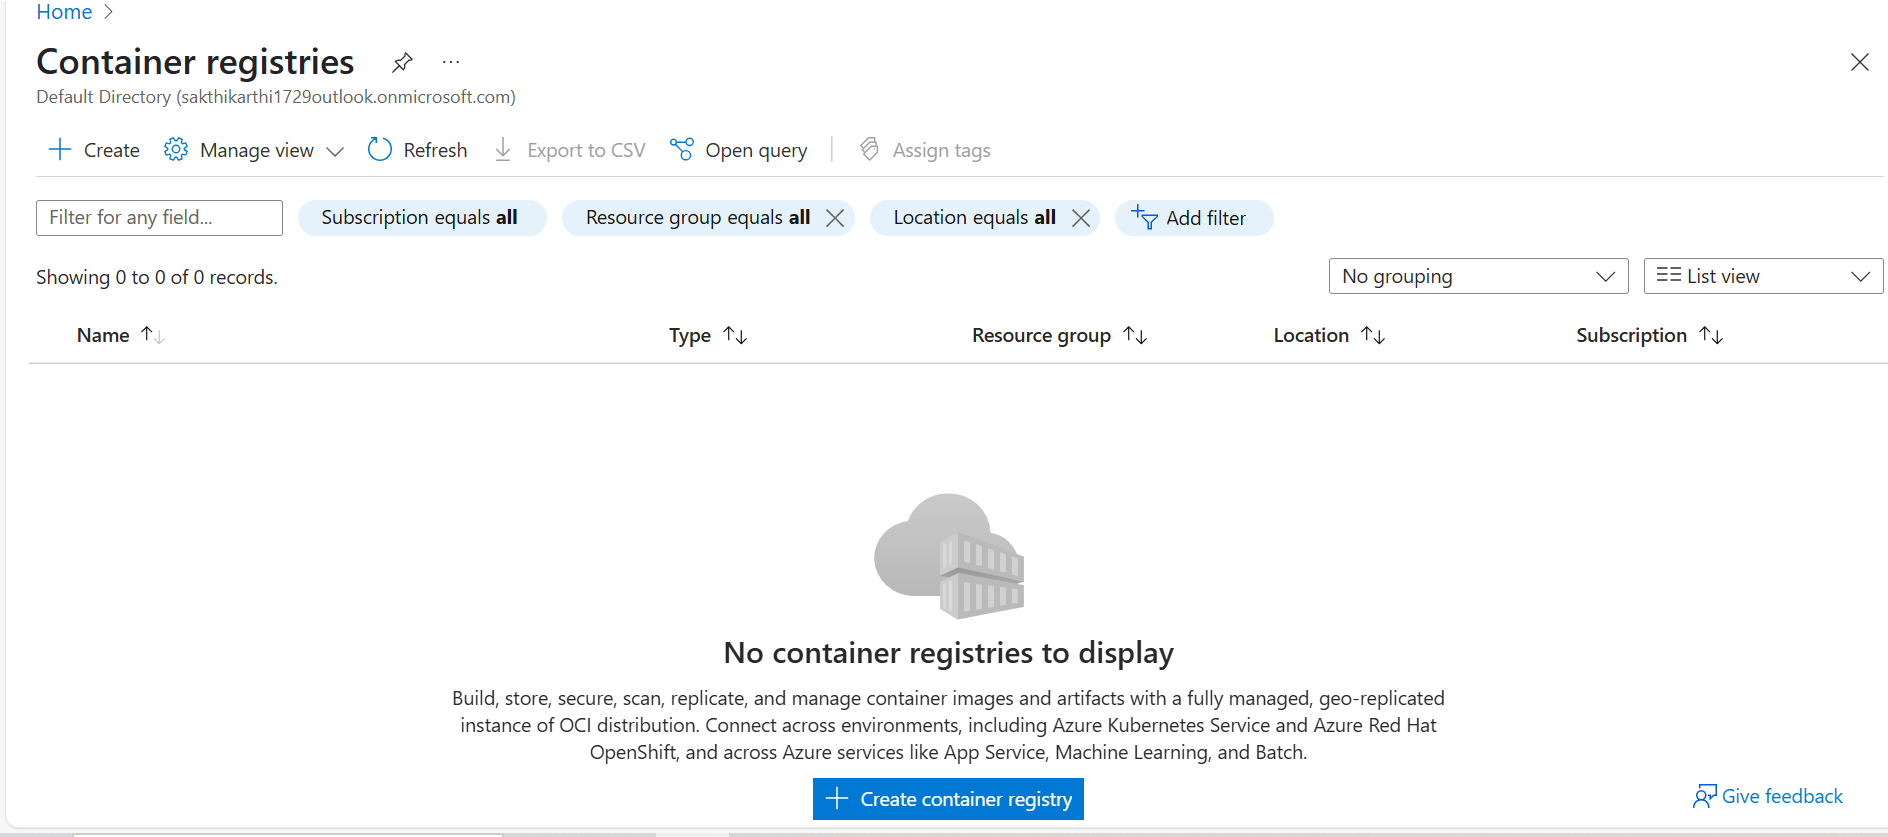 Home
Container registries
Default Directory (sakthikarthi1729outlook.onmicrosoft.com)
Create Manage view Refresh Export to CSV Open query Assign tags
Filter for any field... Subscription equals all Resource group equals all Location equals all Add filter
Showing 0 to 0 of 0 records. No grouping List view
Name Type Resource group Location Subscription
No container registries to display
Build, store, secure, scan, replicate, and manage container images and artifacts with a fully managed, geo-replicated
instance of OCI distribution. Connect across environments, including Azure Kubernetes Service and Azure Red Hat
OpenShift, and across Azure services like App Service, Machine Learning, and Batch.
Create container registry
Give feedback